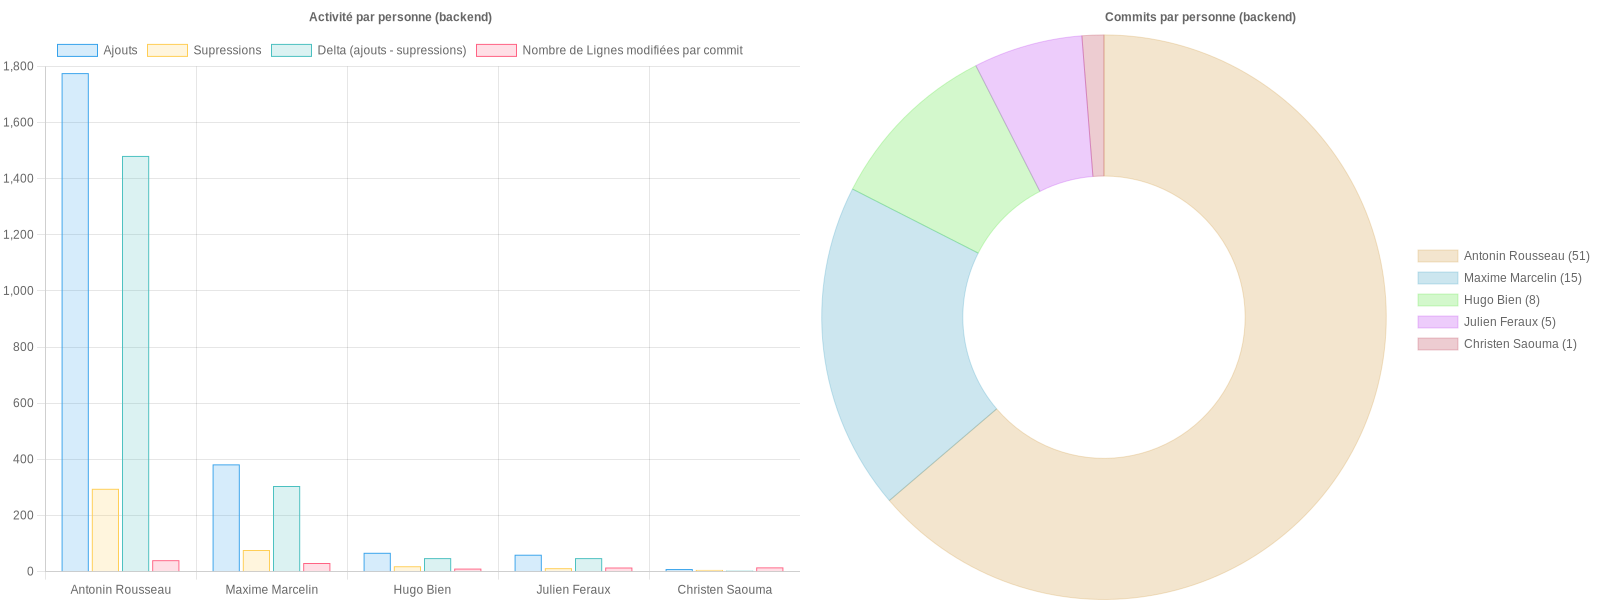 Activité par personne (backend)
Ajouts Supressions Delta (ajouts - supressions) Nombre de Lignes modifiées par commit
1,800
1,600
1,400
1,200
1,000
800
600
400
200
0
Antonin Rousseau Maxime Marcelin Hugo Bien Julien Feraux Christen Saouma
Commits par personne (backend)
Antonin Rousseau (51)
Maxime Marcelin (15)
Hugo Bien (8)
Julien Feraux (5)
Christen Saouma (1)